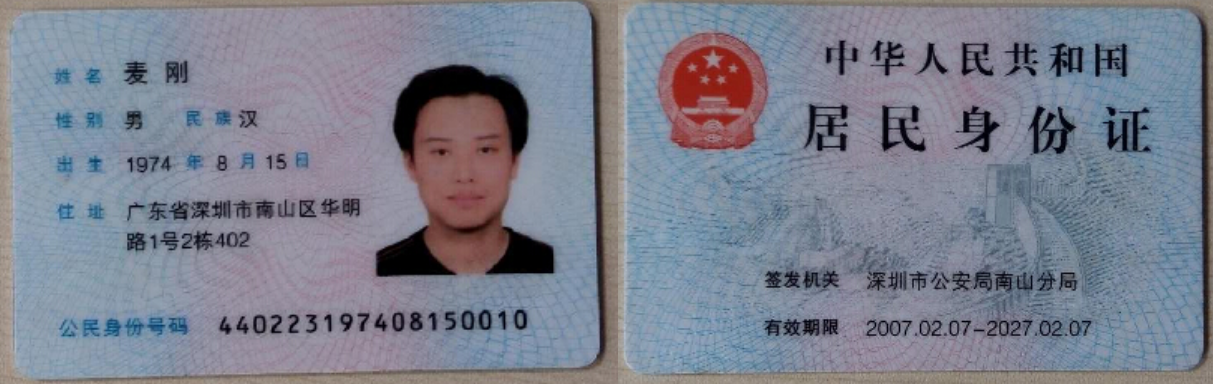 姓名 麦刚
性别 男 民族 汉
出生 1974 年 8 月 15 日
住址 广东省深圳市南山区华明
路1号2栋402
公民身份号码 440223197408150010
中华人民共和国
居民身份证
签发机关 深圳市公安局南山分局
有效期限 2007.02.07-2027.02.07